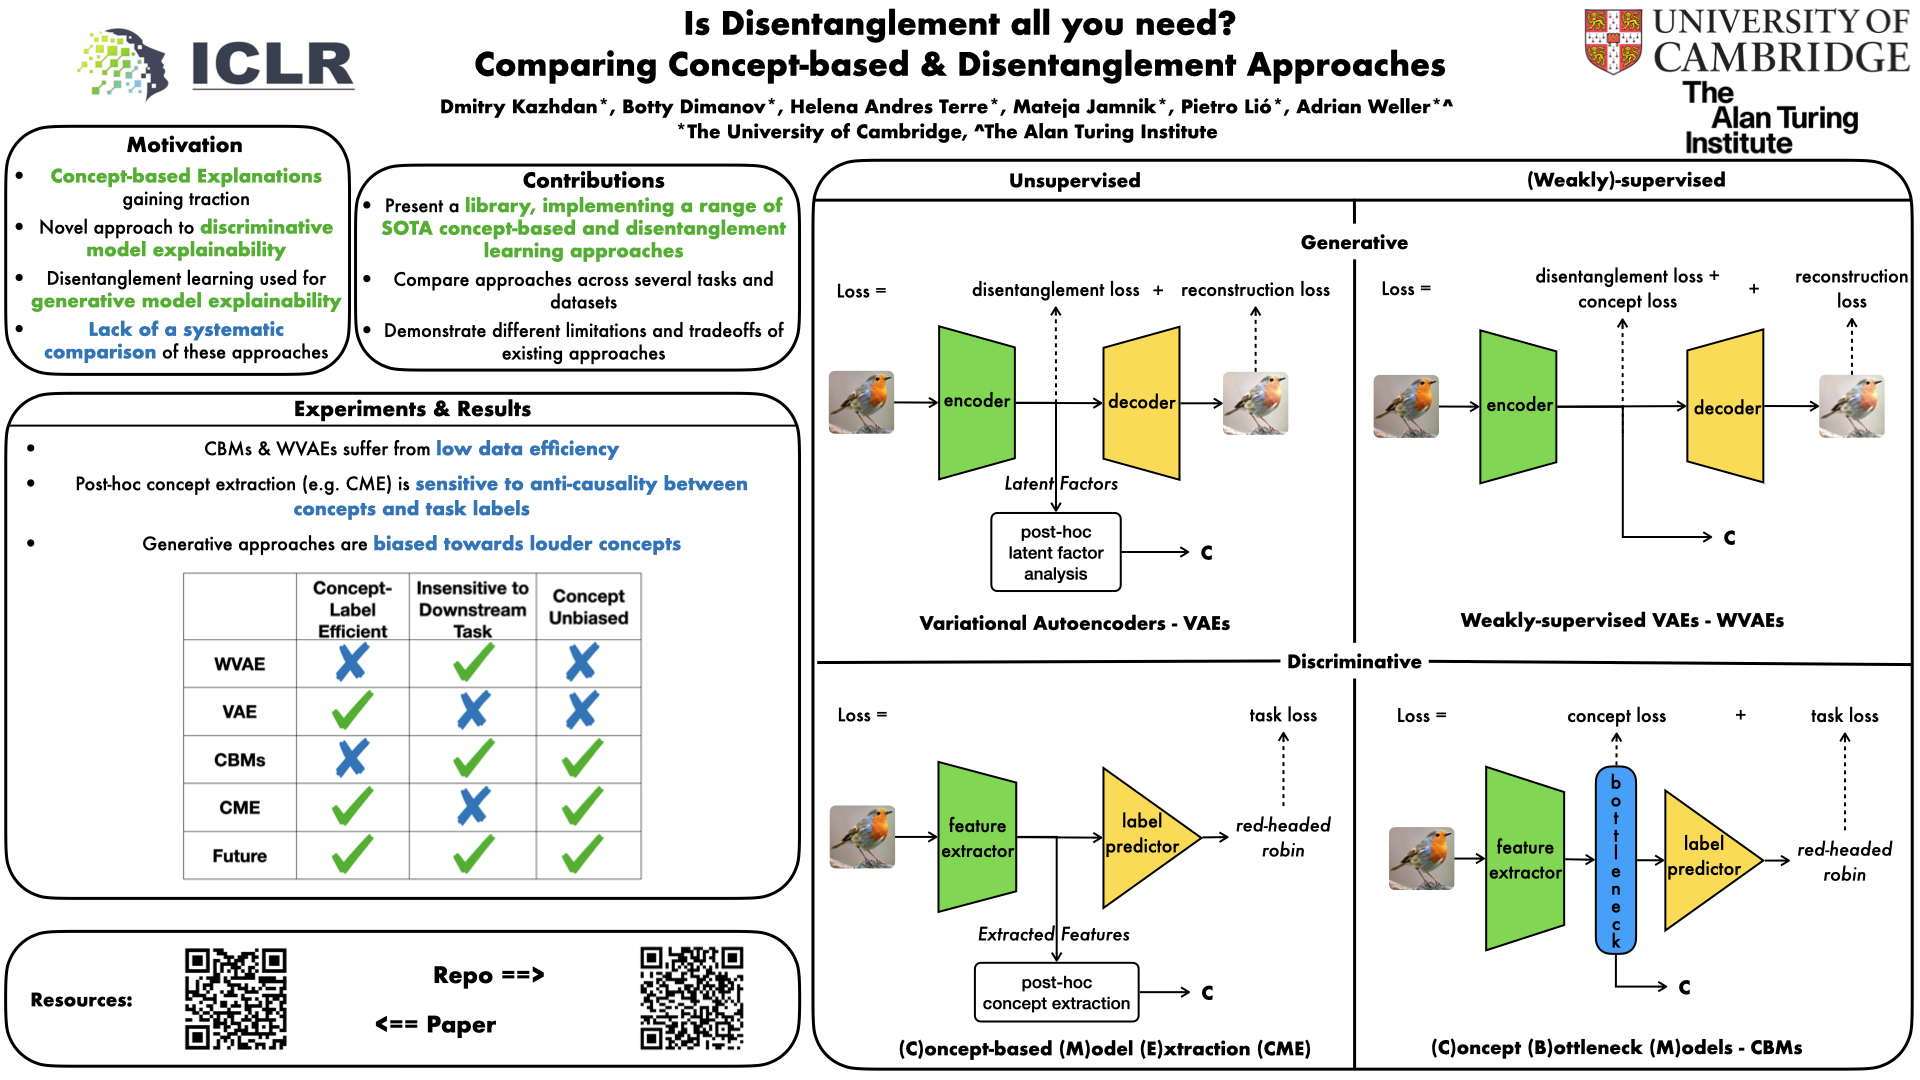 ICLR
Is Disentanglement all you need?
Comparing Concept-based & Disentanglement Approaches
Dmitry Kazhdan*, Botty Dimanov*, Helena Andres Terre*, Mateja Jamnik*, Pietro Lió*, Adrian Weller*^
*The University of Cambridge, ^The Alan Turing Institute
UNIVERSITY OF
CAMBRIDGE
The
Alan Turing
Institute
Motivation
• Concept-based Explanations
gaining traction
• Novel approach to discriminative
model explainability
• Disentanglement learning used for
generative model explainability
• Lack of a systematic
comparison of these approaches
Contributions
• Present a library, implementing a range of
SOTA concept-based and disentanglement
learning approaches
• Compare approaches across several tasks and
datasets
• Demonstrate different limitations and tradeoffs of
existing approaches
Experiments & Results
• CBMs & WVAEs suffer from low data efficiency
• Post-hoc concept extraction (e.g. CME) is sensitive to anti-causality between
concepts and task labels
• Generative approaches are biased towards louder concepts
Concept-
Label
Efficient
Insensitive to
Downstream
Task
Concept
Unbiased
WVAE ✗ ✓ ✗
VAE ✓ ✗ ✗
CBMs ✗ ✓ ✓
CME ✓ ✗ ✓
Future ✓ ✓ ✓
Resources:
Repo ==>
<== Paper
Unsupervised
(Weakly)-supervised
Generative
Loss =
disentanglement loss + reconstruction loss
encoder
decoder
Latent Factors
post-hoc
latent factor
analysis
C
Variational Autoencoders - VAEs
Loss =
disentanglement loss +
concept loss
+
reconstruction
loss
encoder
decoder
C
Weakly-supervised VAEs - WVAEs
Discriminative
Loss =
task loss
feature
extractor
label
predictor
red-headed
robin
Extracted Features
post-hoc
concept extraction
C
(C)oncept-based (M)odel (E)xtraction (CME)
Loss =
concept loss + task loss
feature
extractor
bottleneck
label
predictor
red-headed
robin
C
(C)oncept (B)ottleneck (M)odels - CBMs